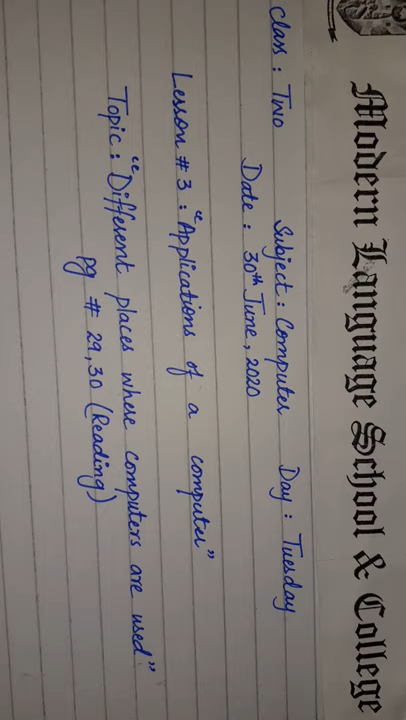 Modern Language School & College
Class : Two Subject : Computer Day : Tuesday
Date : 30th June, 2020
Lesson # 3 : "Applications of a computer"
Topic : "Different places where computers are used"
pg # 29,30 (Reading)